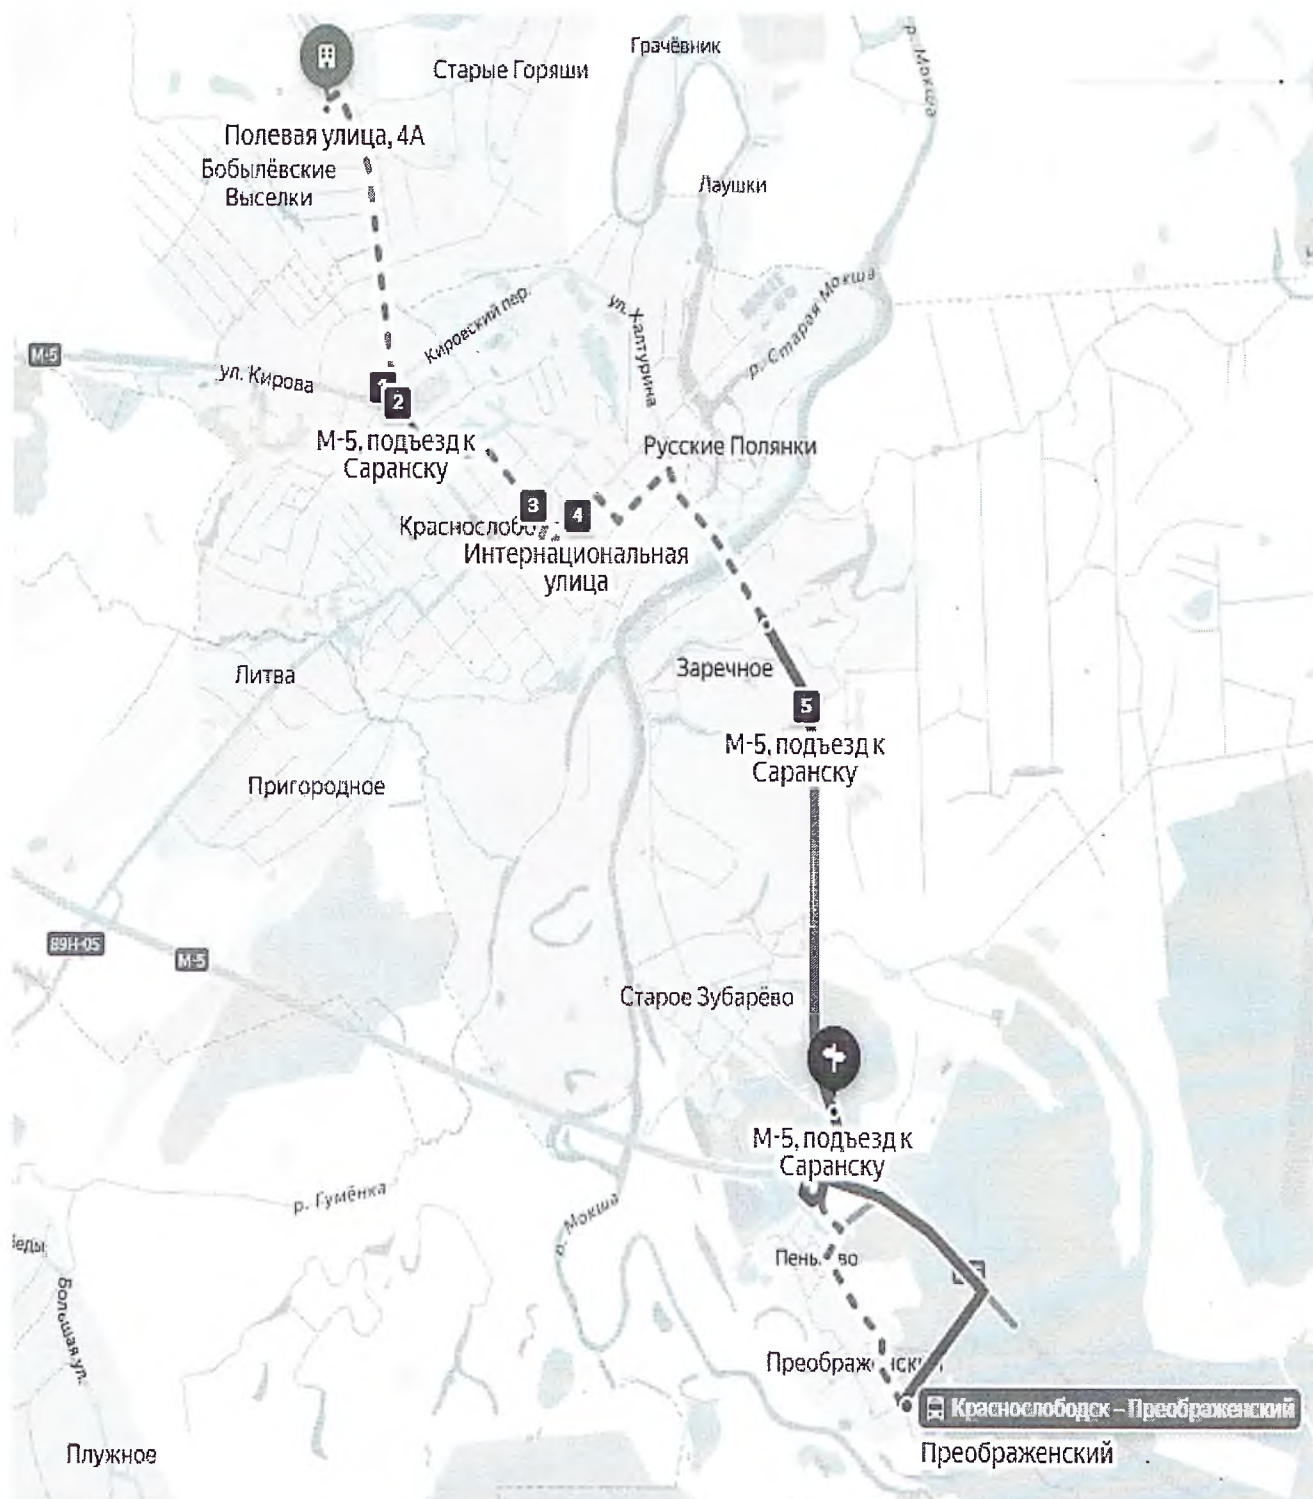 Грачёвник
р. Мокша
Старые Горяши
Полевая улица, 4А
Бобылёвские
Выселки
Лаушки
Кировский пер.
ул. Халтурина
р. Старая Мокша
М-5
ул. Кирова
1
2
М-5, подъезд к
Саранску
Русские Полянки
3
4
Интернациональная
улица
Литва
Заречное
5
М-5, подъезд к
Саранску
Пригородное
89Н-05
М-5
Старое Зубарёво
М-5, подъезд к
Саранску
р. Гумёнка
р. Мокша
Большая ул.
Краснослободск – Преображенский
Преображенский
Плужное